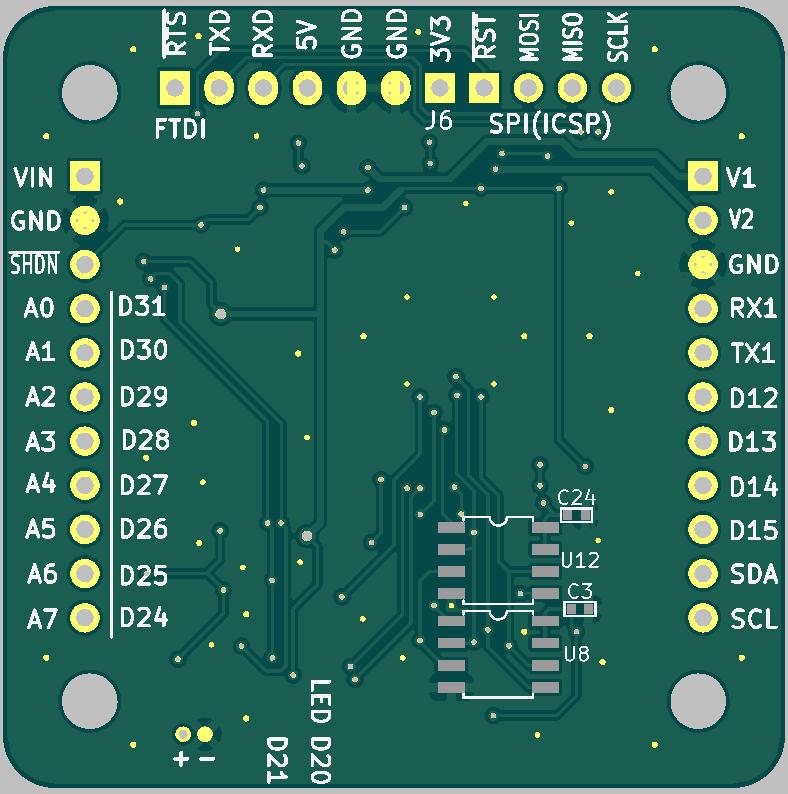 RTS TXD RXD 5V GND GND 3V3 RST MOSI MISO SCLK
FTDI J6 SPI(ICSP)
VIN V1
GND V2
SHDN GND
A0 D31 RX1
A1 D30 TX1
A2 D29 D12
A3 D28 D13
A4 D27 D14
C24
A5 D26 D15
U12
A6 D25 SDA
C3
A7 D24 SCL
U8
+ -
D21
LED D20